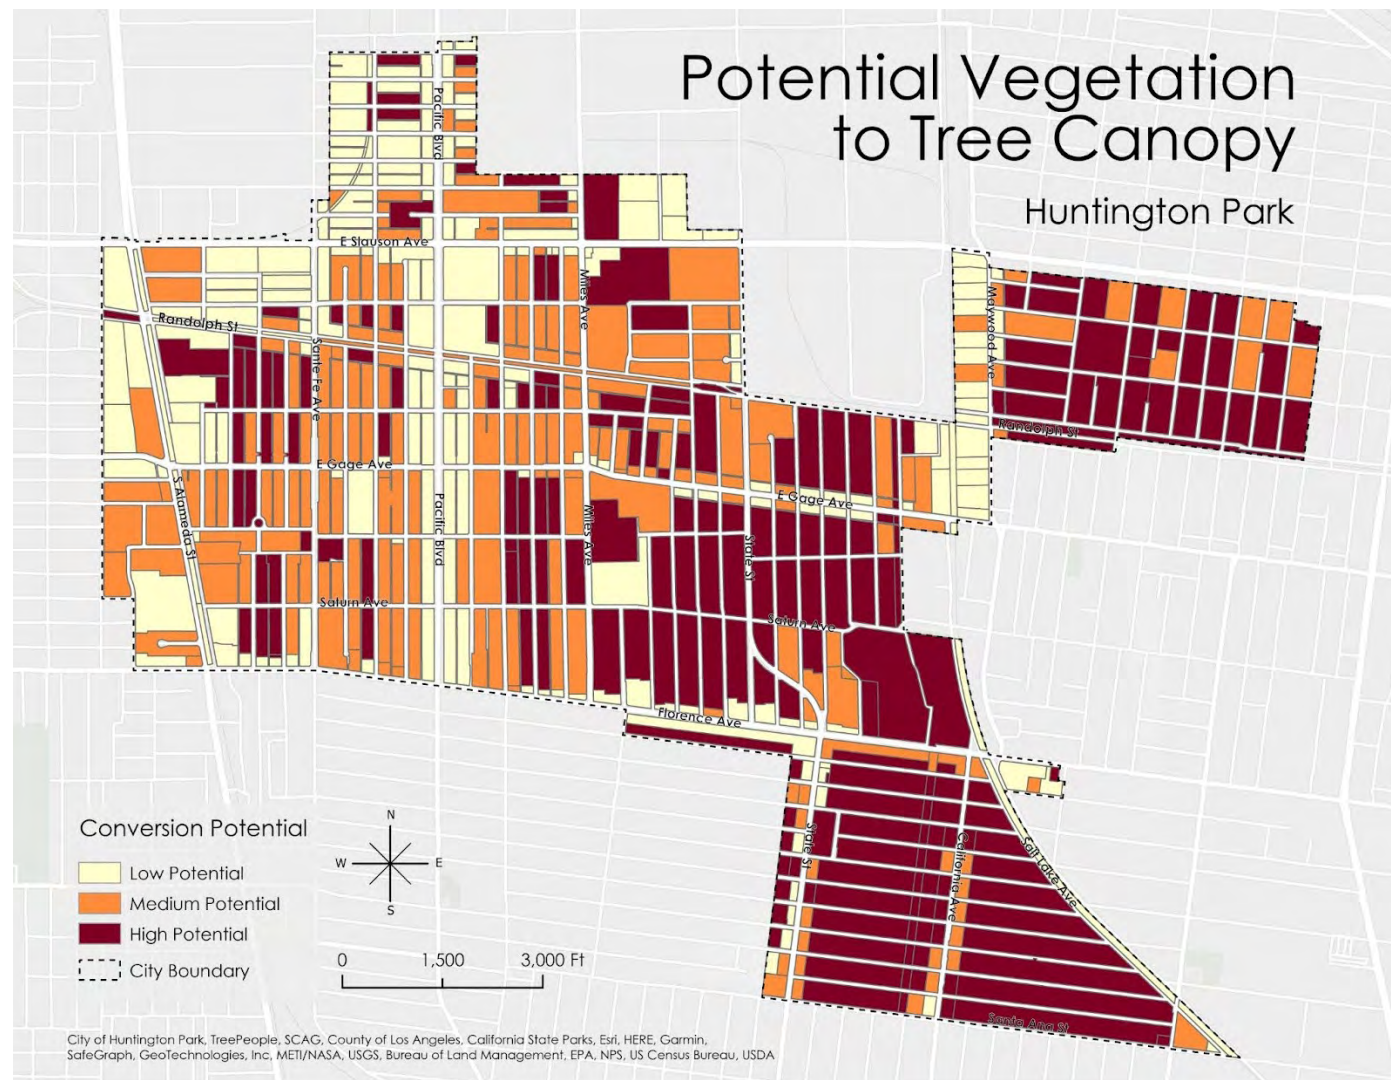 Potential Vegetation
to Tree Canopy
Huntington Park
Pacific Blvd
E Slauson Ave
Miles Ave
Maywood Ave
Randolph St
Sante Fe Ave
Randolph St
E Gage Ave
S Alameda St
Pacific Blvd
Miles Ave
E Gage Ave
State St
Saturn Ave
Saturn Ave
Florence Ave
State St
California Ave
Salt Lake Ave
Santa Ana St
Conversion Potential
Low Potential
Medium Potential
High Potential
City Boundary
N
W E
S
0 1,500 3,000 Ft
City of Huntington Park, TreePeople, SCAG, County of Los Angeles, California State Parks, Esri, HERE, Garmin,
SafeGraph, GeoTechnologies, Inc, METI/NASA, USGS, Bureau of Land Management, EPA, NPS, US Census Bureau, USDA